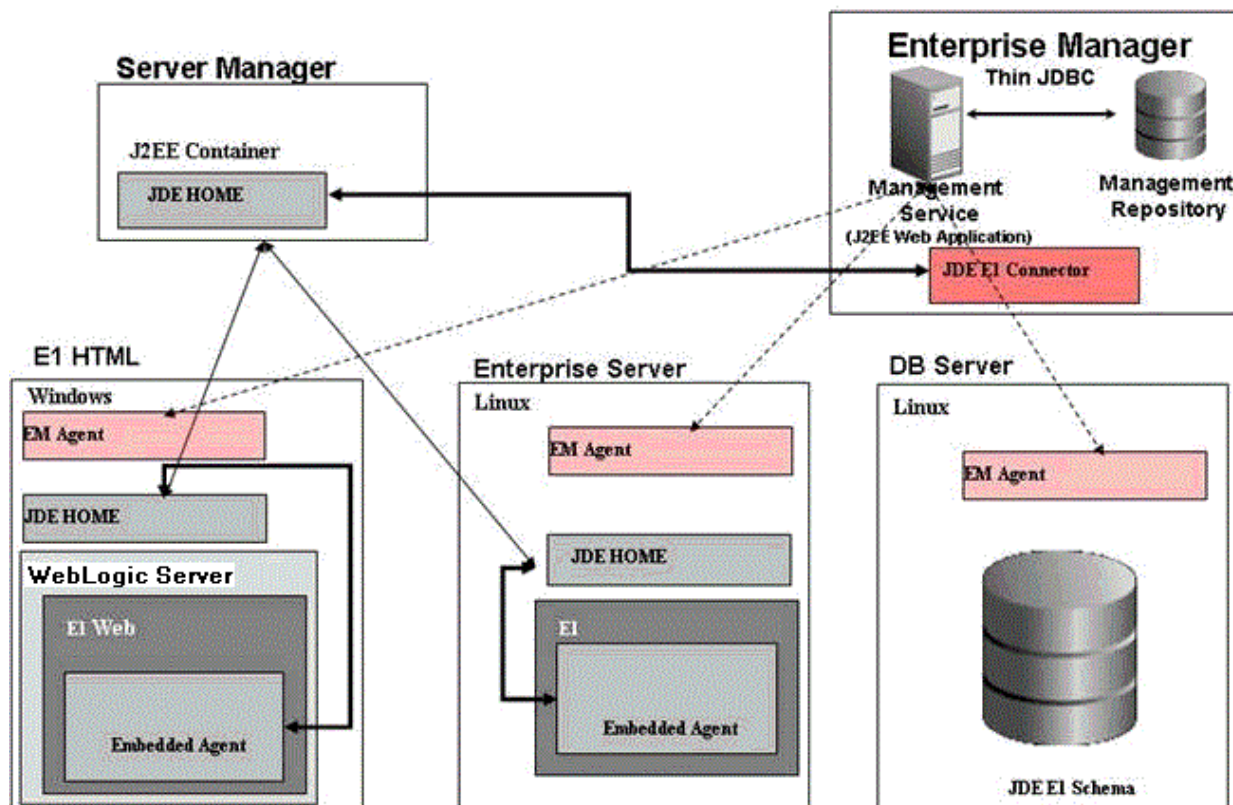 Server Manager
J2EE Container
JDE HOME
Enterprise Manager
Thin JDBC
Management
Service
(J2EE Web Application)
Management
Repository
JDE E1 Connector
E1 HTML
Windows
EM Agent
JDE HOME
WebLogic Server
E1 Web
Embedded Agent
Enterprise Server
Linux
EM Agent
JDE HOME
E1
Embedded Agent
DB Server
Linux
EM Agent
JDE E1 Schema